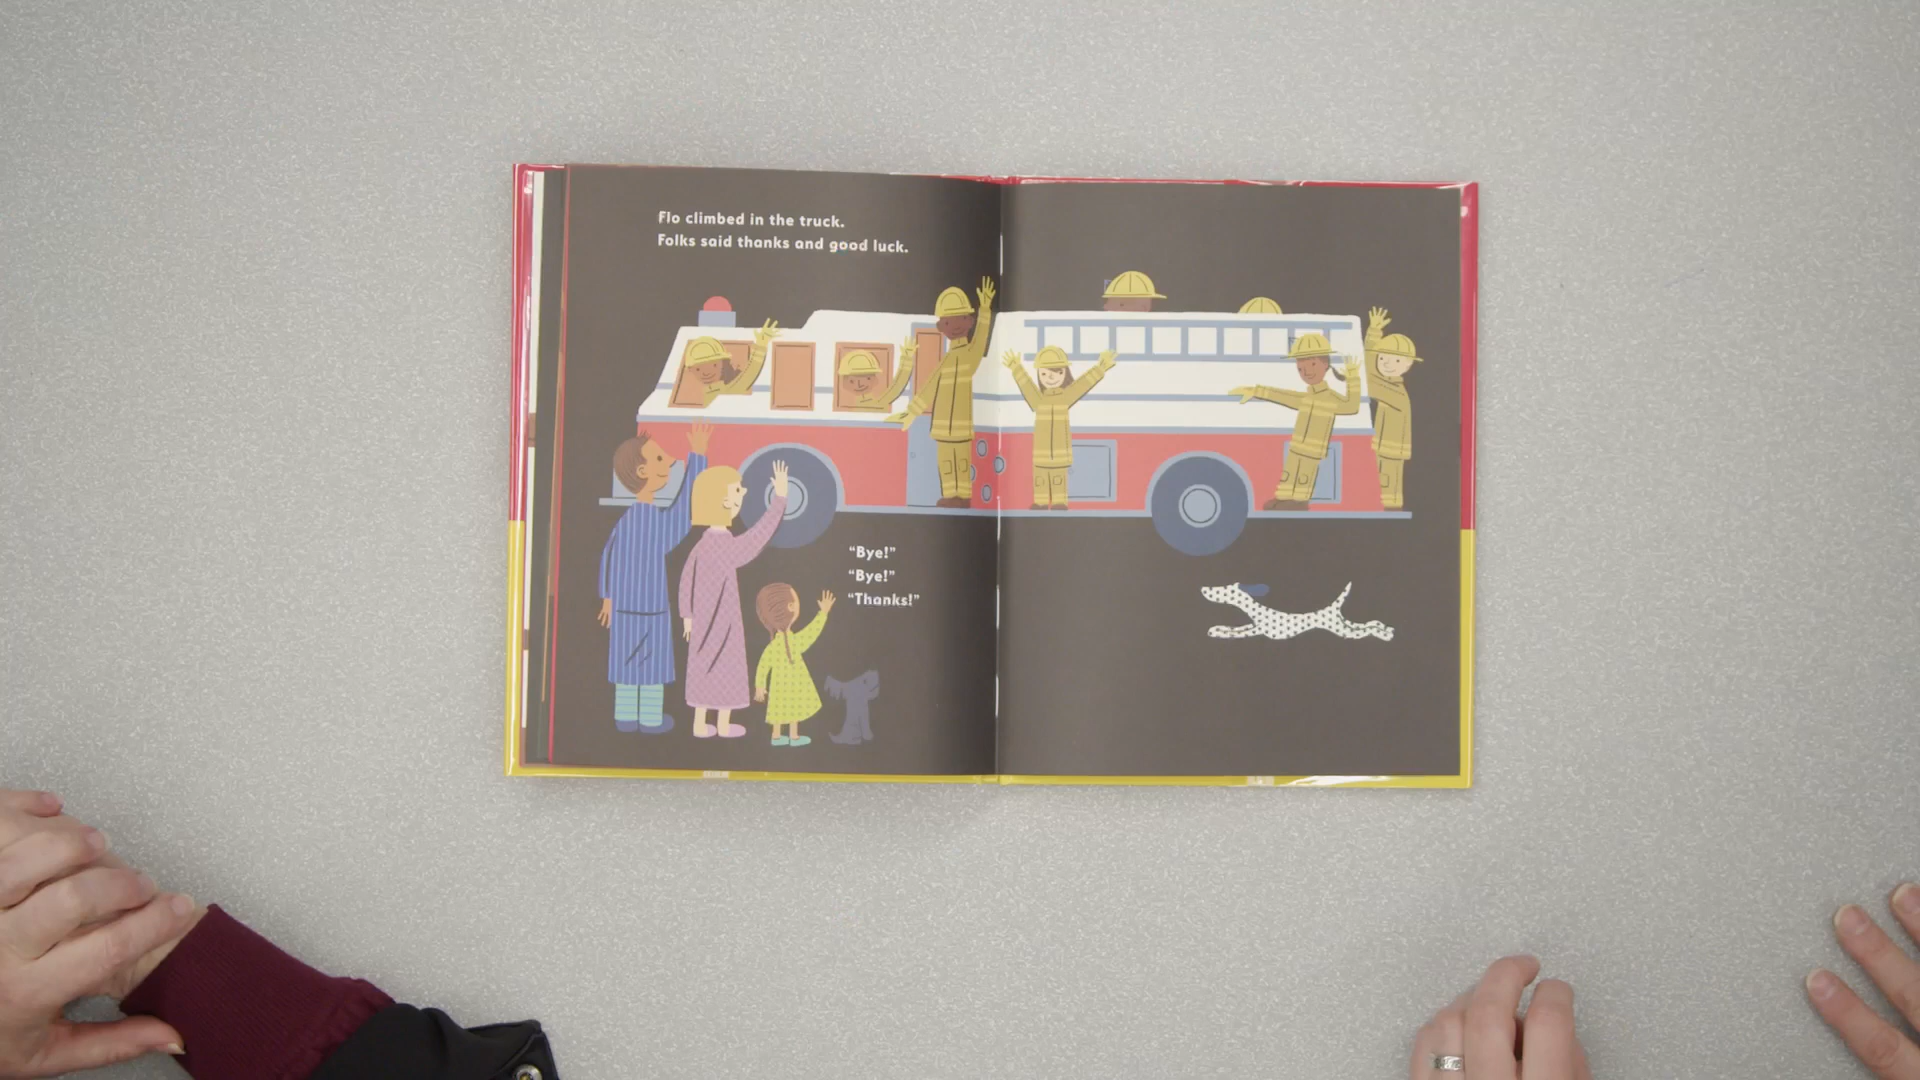 Flo climbed in the truck.
Folks said thanks and good luck.
“Bye!”
“Bye!”
“Thanks!”